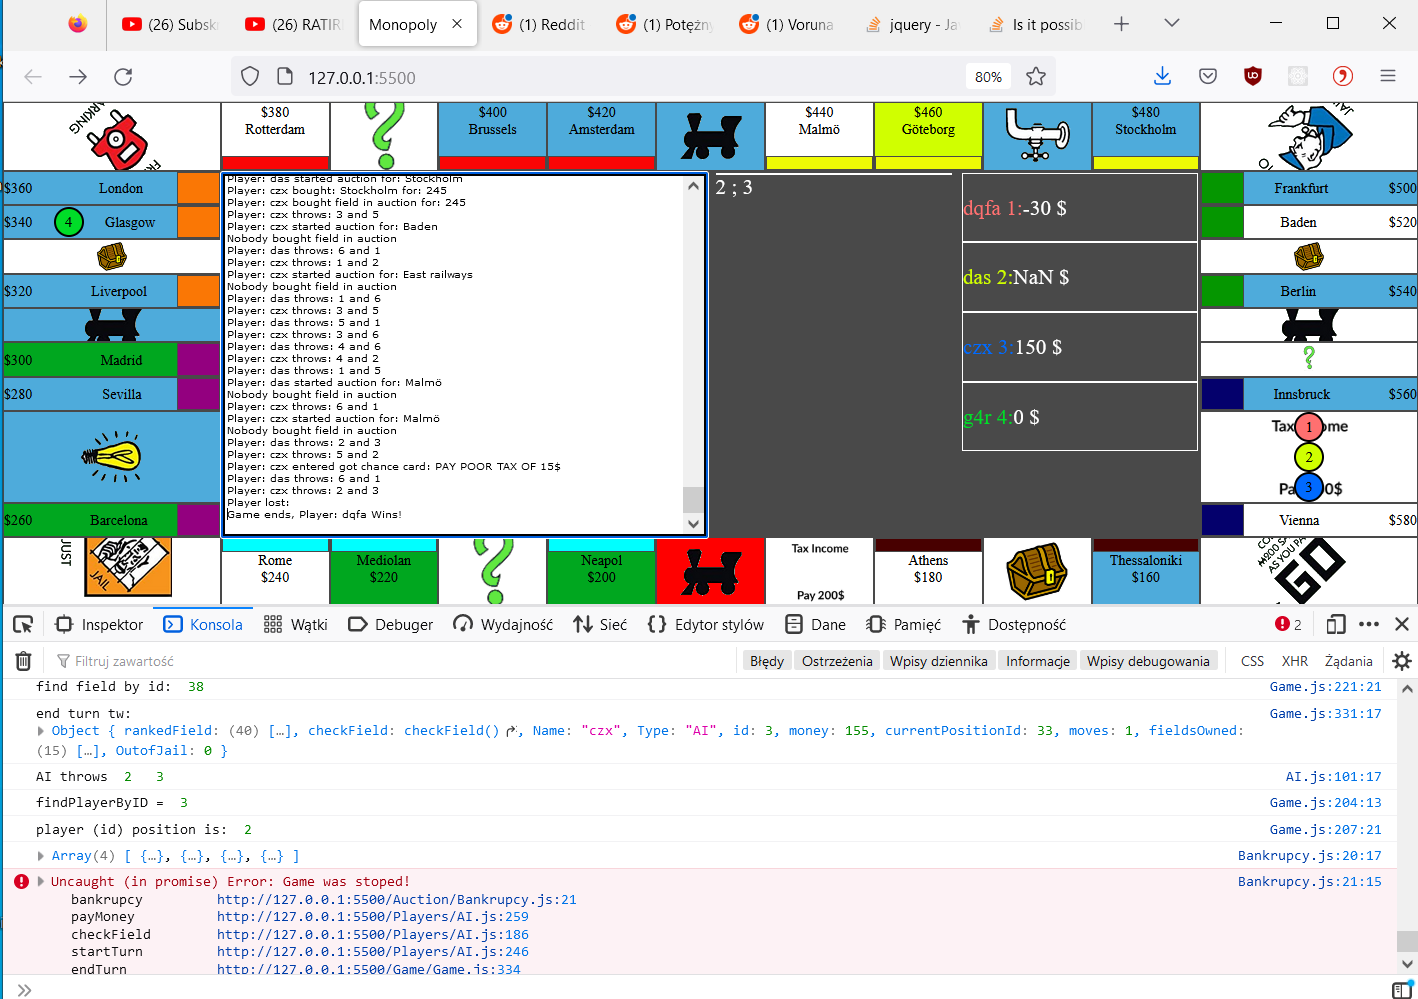 (26) Subskr
(26) RATIRI
Monopoly
(1) Reddit
(1) Potężny
(1) Voruna
jquery - Ja
Is it possib
127.0.0.1:5500
80%
$380
Rotterdam
$400
Brussels
$420
Amsterdam
$440
Malmö
$460
Göteborg
$480
Stockholm
$360 London
$340 4 Glasgow
$320 Liverpool
$300 Madrid
$280 Sevilla
$260 Barcelona
Player: das started auction for: Stockholm
Player: czx bought: Stockholm for: 245
Player: czx bought field in auction for: 245
Player: czx throws: 3 and 5
Player: czx started auction for: Baden
Nobody bought field in auction
Player: das throws: 6 and 1
Player: czx throws: 1 and 2
Player: czx started auction for: East railways
Nobody bought field in auction
Player: das throws: 1 and 6
Player: czx throws: 3 and 5
Player: das throws: 5 and 1
Player: czx throws: 3 and 6
Player: das throws: 4 and 6
Player: czx throws: 4 and 2
Player: das throws: 1 and 5
Player: das started auction for: Malmö
Nobody bought field in auction
Player: czx throws: 6 and 1
Player: czx started auction for: Malmö
Nobody bought field in auction
Player: das throws: 2 and 3
Player: czx throws: 5 and 2
Player: czx entered got chance card: PAY POOR TAX OF 15$
Player: das throws: 6 and 1
Player: czx throws: 2 and 3
Player lost:
Game ends, Player: dqfa Wins!
2 ; 3
dqfa 1:-30 $
das 2:NaN $
czx 3:150 $
g4r 4:0 $
Frankfurt $500
Baden $520
Berlin $540
Innsbruck $560
Tax 1 ome
2
Pa 3 0$
Vienna $580
JUST
JAIL
Rome
$240
Mediolan
$220
Neapol
$200
Tax Income
Pay 200$
Athens
$180
Thessaloniki
$160
AS YOU PA
GO
Inspektor
Konsola
Wątki
Debuger
Wydajność
Sieć
Edytor stylów
Dane
Pamięć
Dostępność
2
Filtruj zawartość
Błędy
Ostrzeżenia
Wpisy dziennika
Informacje
Wpisy debugowania
CSS
XHR
Żądania
find field by id: 38 Game.js:221:21
end turn tw: Game.js:331:17
Object { rankedField: (40) […], checkField: checkField(), Name: "czx", Type: "AI", id: 3, money: 155, currentPositionId: 33, moves: 1, fieldsOwned:
(15) […], OutofJail: 0 }
AI throws 2 3 AI.js:101:17
findPlayerByID = 3 Game.js:204:13
player (id) position is: 2 Game.js:207:21
Array(4) [ {…}, {…}, {…}, {…} ] Bankrupcy.js:20:17
Uncaught (in promise) Error: Game was stoped! Bankrupcy.js:21:15
bankrupcy http://127.0.0.1:5500/Auction/Bankrupcy.js:21
payMoney http://127.0.0.1:5500/Players/AI.js:259
checkField http://127.0.0.1:5500/Players/AI.js:186
startTurn http://127.0.0.1:5500/Players/AI.js:246
endTurn http://127.0.0.1:5500/Game/Game.js:334